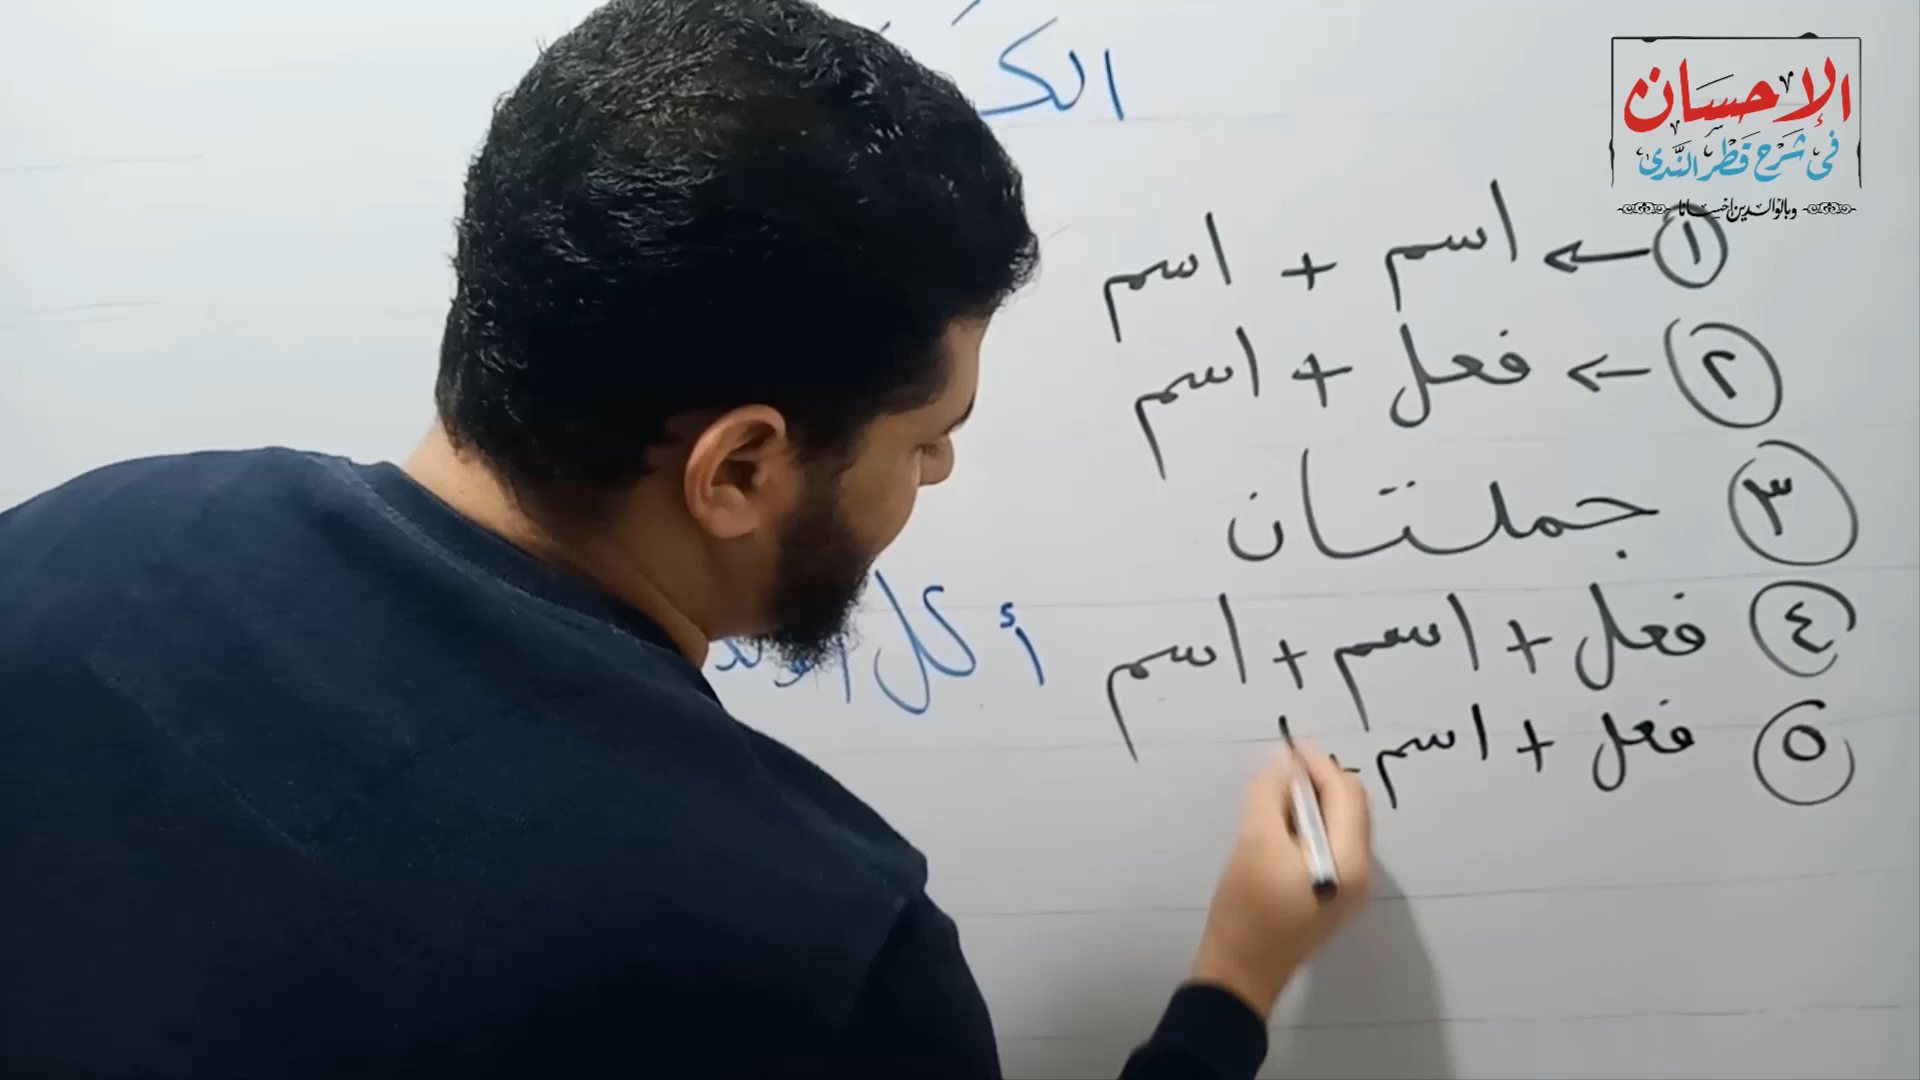 الإحسان
في شرح قطر الندى
وبالوالدين إحسانا
١ ← اسم + اسم
٢ ← فعل + اسم
٣ جملتان
٤ فعل + اسم + اسم أكل
٥ فعل + اسم +